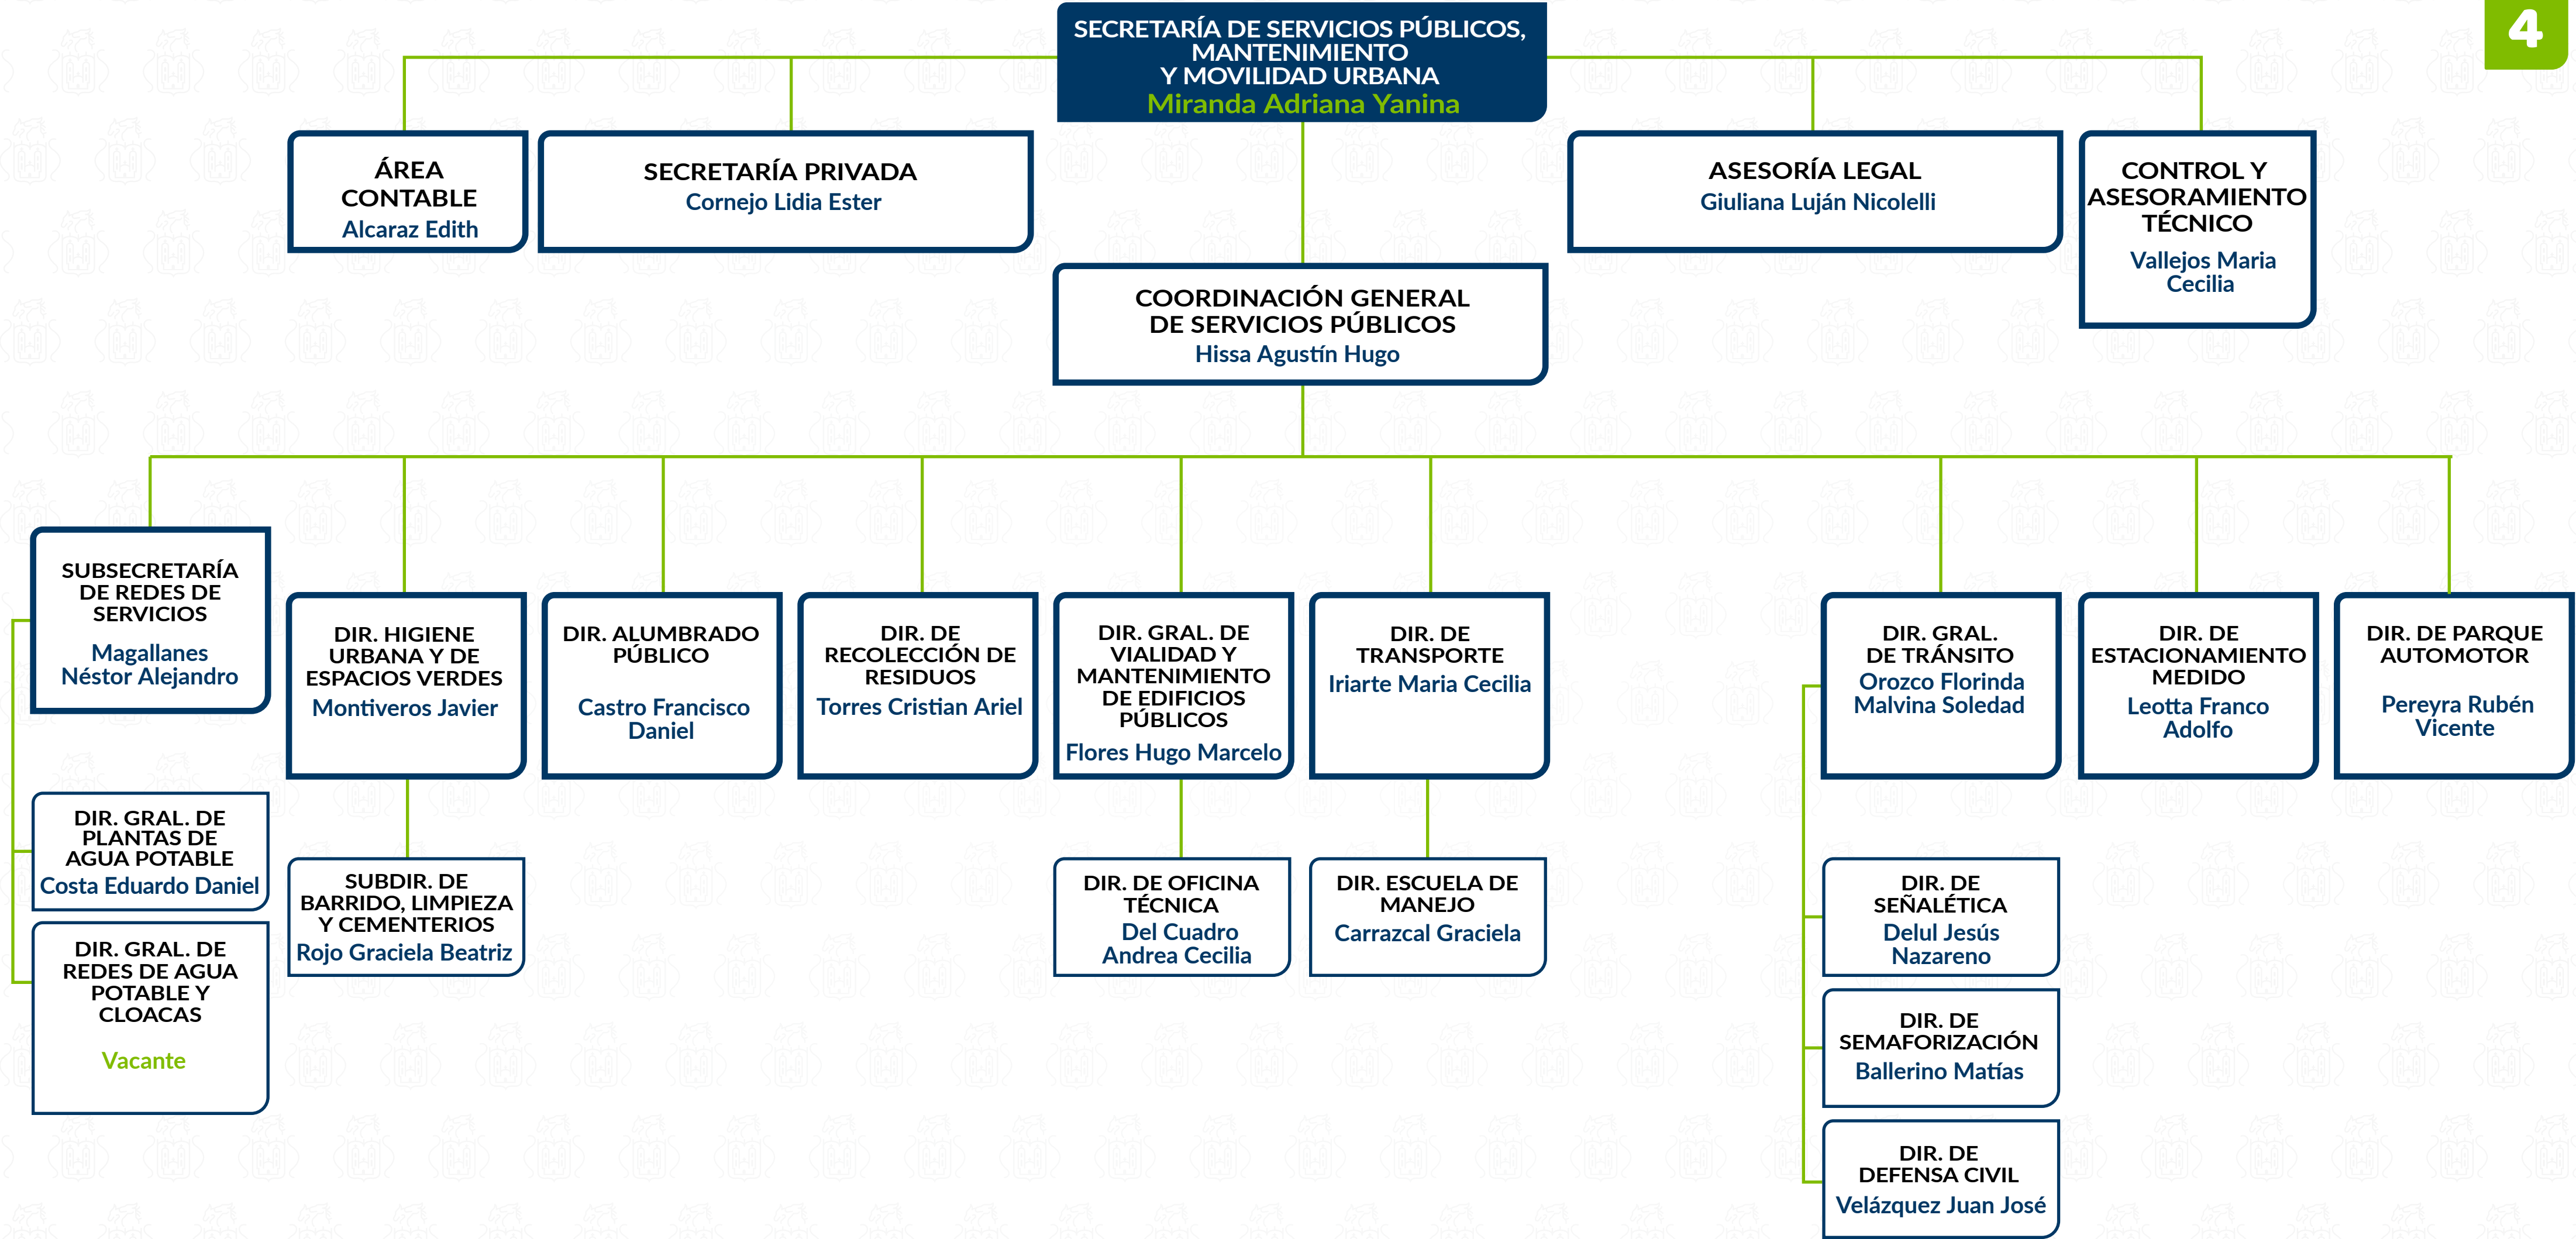 4
SECRETARÍA DE SERVICIOS PÚBLICOS,
MANTENIMIENTO
Y MOVILIDAD URBANA
Miranda Adriana Yanina
ÁREA
CONTABLE
Alcaraz Edith
SECRETARÍA PRIVADA
Cornejo Lidia Ester
ASESORÍA LEGAL
Giuliana Luján Nicolelli
CONTROL Y
ASESORAMIENTO
TÉCNICO
Vallejos Maria
Cecilia
COORDINACIÓN GENERAL
DE SERVICIOS PÚBLICOS
Hissa Agustín Hugo
SUBSECRETARÍA
DE REDES DE
SERVICIOS
Magallanes
Néstor Alejandro
DIR. HIGIENE
URBANA Y DE
ESPACIOS VERDES
Montiveros Javier
DIR. ALUMBRADO
PÚBLICO
Castro Francisco
Daniel
DIR. DE
RECOLECCIÓN DE
RESIDUOS
Torres Cristian Ariel
DIR. GRAL. DE
VIALIDAD Y
MANTENIMIENTO
DE EDIFICIOS
PÚBLICOS
Flores Hugo Marcelo
DIR. DE
TRANSPORTE
Iriarte Maria Cecilia
DIR. GRAL.
DE TRÁNSITO
Orozco Florinda
Malvina Soledad
DIR. DE
ESTACIONAMIENTO
MEDIDO
Leotta Franco
Adolfo
DIR. DE PARQUE
AUTOMOTOR
Pereyra Rubén
Vicente
DIR. GRAL. DE
PLANTAS DE
AGUA POTABLE
Costa Eduardo Daniel
DIR. GRAL. DE
REDES DE AGUA
POTABLE Y
CLOACAS
Vacante
SUBDIR. DE
BARRIDO, LIMPIEZA
Y CEMENTERIOS
Rojo Graciela Beatriz
DIR. DE OFICINA
TÉCNICA
Del Cuadro
Andrea Cecilia
DIR. ESCUELA DE
MANEJO
Carrazcal Graciela
DIR. DE
SEÑALÉTICA
Delul Jesús
Nazareno
DIR. DE
SEMAFORIZACIÓN
Ballerino Matías
DIR. DE
DEFENSA CIVIL
Velázquez Juan José